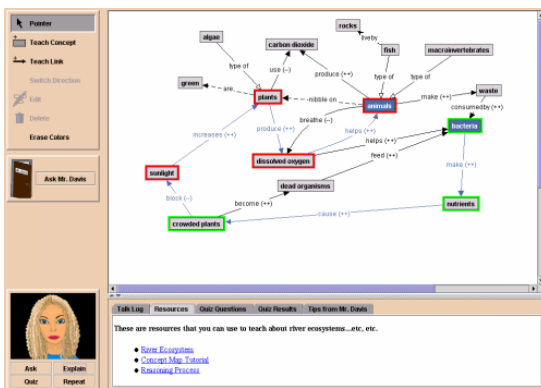 Pointer
Teach Concept
Teach Link
Switch Direction
Edit
Delete
Erase Colors
Ask Mr. Davis
rocks
liveby
algae
carbon dioxide
fish
macroinvertebrates
type of
use (--)
produce (++)
type of
type of
green
are
plants
nibble on
animals
make (++)
waste
consumedby (++)
breathe (--)
bacteria
increases (++)
produce (++)
helps (++)
helps (++)
sunlight
dissolved oxygen
feed (++)
make (++)
dead organisms
block (--)
become (++)
crowded plants
cause (++)
nutrients
Talk Log Resources Quiz Questions Quiz Results Tips from Mr. Davis
These are resources that you can use to teach about river ecosystems...etc, etc.
River Ecosystem
Concept Map Tutorial
Reasoning Process
Ask Explain
Quiz Repeat